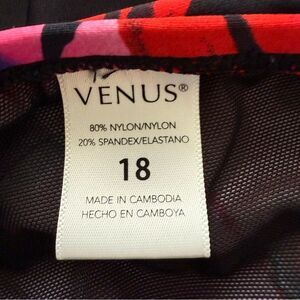 VENUS®
80% NYLON/NYLON
20% SPANDEX/ELASTANO
18
MADE IN CAMBODIA
HECHO EN CAMBOYA